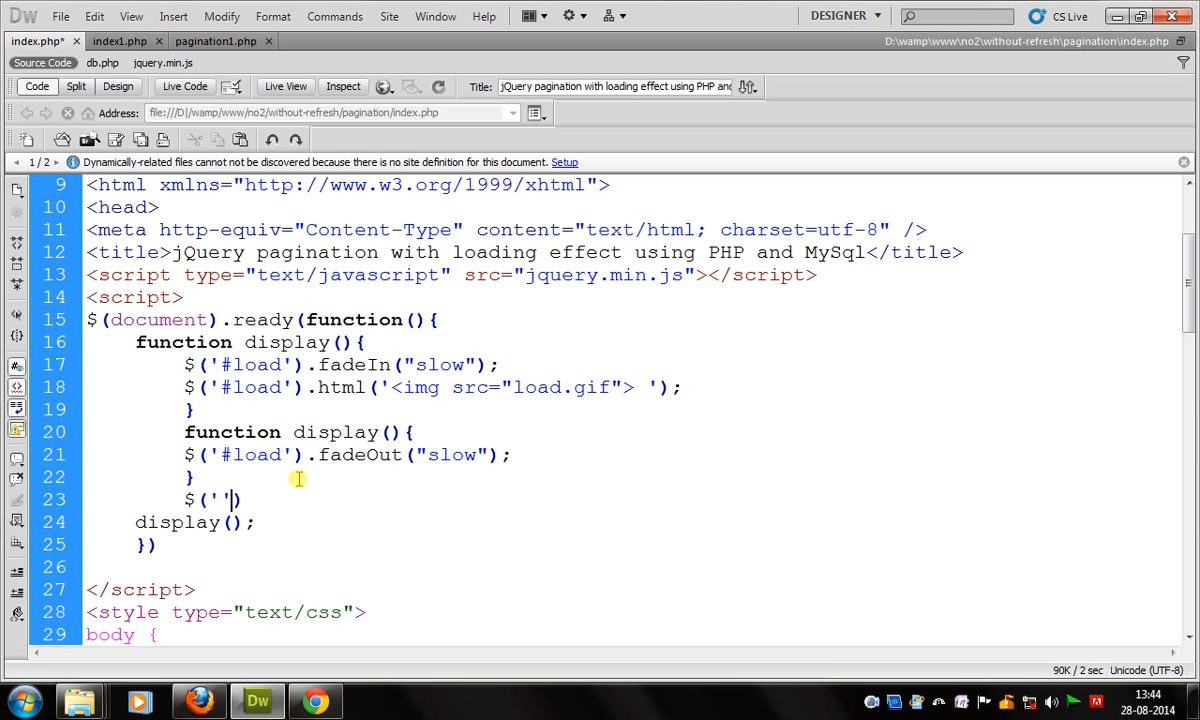 Dw File Edit View Insert Modify Format Commands Site Window Help DESIGNER CS Live
index.php* × index1.php × pagination1.php × D:\wamp\www\no2\without-refresh\pagination\index.php
Source Code db.php jquery.min.js
Code Split Design Live Code Live View Inspect Title: jQuery pagination with loading effect using PHP and
Address: file:///D|/wamp/www/no2/without-refresh/pagination/index.php
1/2 Dynamically-related files cannot not be discovered because there is no site definition for this document. Setup
9 <html xmlns="http://www.w3.org/1999/xhtml">
10 <head>
11 <meta http-equiv="Content-Type" content="text/html; charset=utf-8" />
12 <title>jQuery pagination with loading effect using PHP and MySql</title>
13 <script type="text/javascript" src="jquery.min.js"></script>
14 <script>
15 $(document).ready(function(){
16 function display(){
17 $('#load').fadeIn("slow");
18 $('#load').html('<img src="load.gif"> ');
19 }
20 function display(){
21 $('#load').fadeOut("slow");
22 }
23 $('')
24 display();
25 })
26
27 </script>
28 <style type="text/css">
29 body {
90K / 2 sec Unicode (UTF-8)
Dw 13:44
28-08-2014